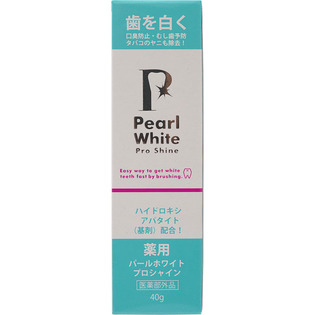 歯を白く
口臭防止・むし歯予防
タバコのヤニも除去！
P
Pearl
White
Pro Shine
Easy way to get white
teeth fast by brushing.
ハイドロキシ
アパタイト
（基剤）配合！
薬用
パールホワイト
プロシャイン
医薬部外品
40g